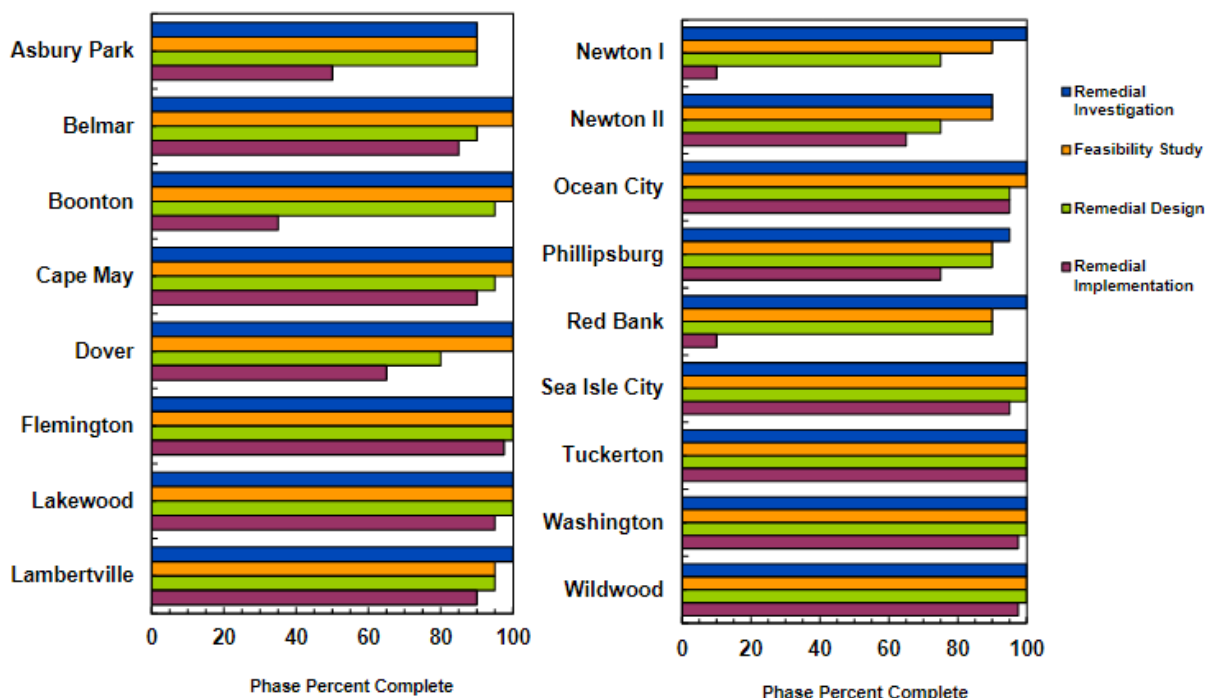 Asbury Park
Belmar
Boonton
Cape May
Dover
Flemington
Lakewood
Lambertville
0 20 40 60 80 100
Phase Percent Complete
Newton I
Newton II
Ocean City
Phillipsburg
Red Bank
Sea Isle City
Tuckerton
Washington
Wildwood
0 20 40 60 80 100
Phase Percent Complete
Remedial
Investigation
Feasibility Study
Remedial Design
Remedial
Implementation